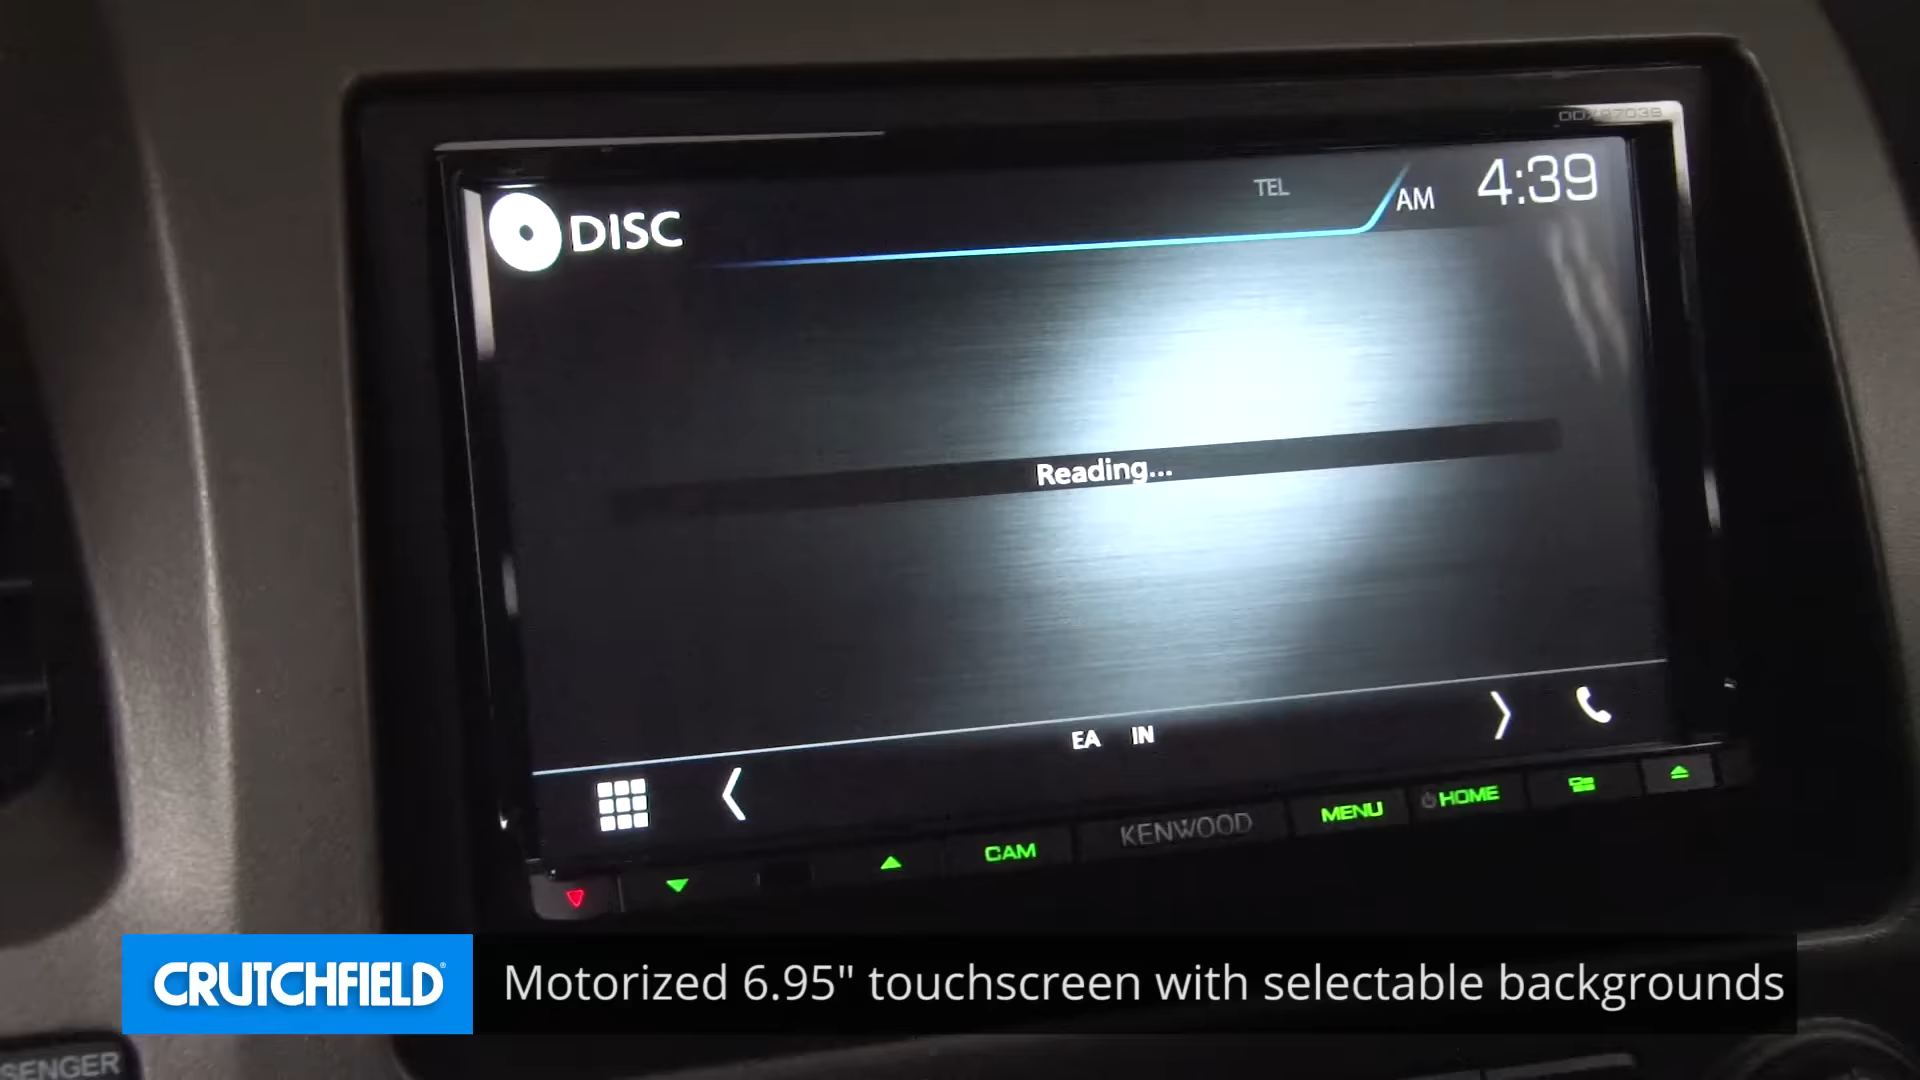 DISC
TEL
AM 4:39
Reading...
EA IN
KENWOOD
CAM
MENU
HOME
CRUTCHFIELD
Motorized 6.95" touchscreen with selectable backgrounds
SENGER